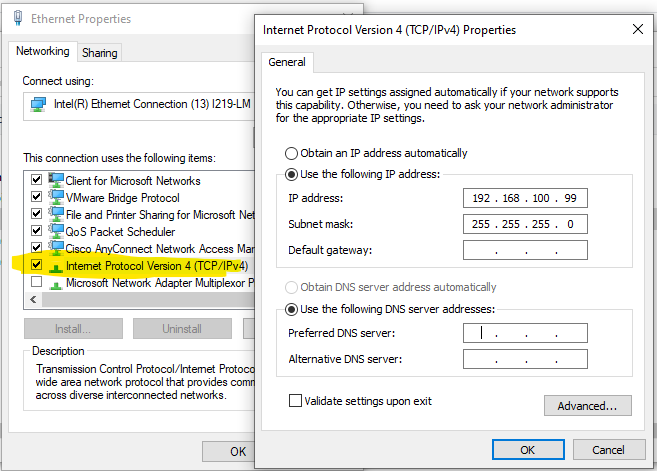 Ethernet Properties
Networking
Sharing
Connect using:
Intel(R) Ethernet Connection (13) I219-LM
This connection uses the following items:
Client for Microsoft Networks
VMware Bridge Protocol
File and Printer Sharing for Microsoft Net
QoS Packet Scheduler
Cisco AnyConnect Network Access Mar
Internet Protocol Version 4 (TCP/IPv4)
Microsoft Network Adapter Multiplexor P
Install...
Uninstall
Description
Transmission Control Protocol/Internet Protoco
wide area network protocol that provides comm
across diverse interconnected networks.
OK
Internet Protocol Version 4 (TCP/IPv4) Properties
General
You can get IP settings assigned automatically if your network supports
this capability. Otherwise, you need to ask your network administrator
for the appropriate IP settings.
Obtain an IP address automatically
Use the following IP address:
IP address: 192 . 168 . 100 . 99
Subnet mask: 255 . 255 . 255 . 0
Default gateway: . . .
Obtain DNS server address automatically
Use the following DNS server addresses:
Preferred DNS server: . . .
Alternative DNS server: . . .
Validate settings upon exit
Advanced...
OK
Cancel